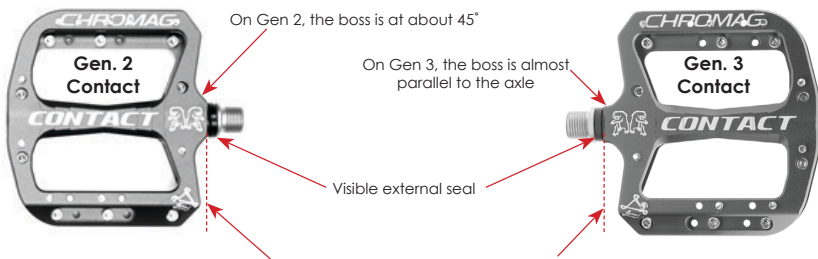 CHROMAG
On Gen 2, the boss is at about 45˚
CHROMAG
Gen. 2
Contact
On Gen 3, the boss is almost
parallel to the axle
Gen. 3
Contact
CONTACT
CONTACT
Visible external seal